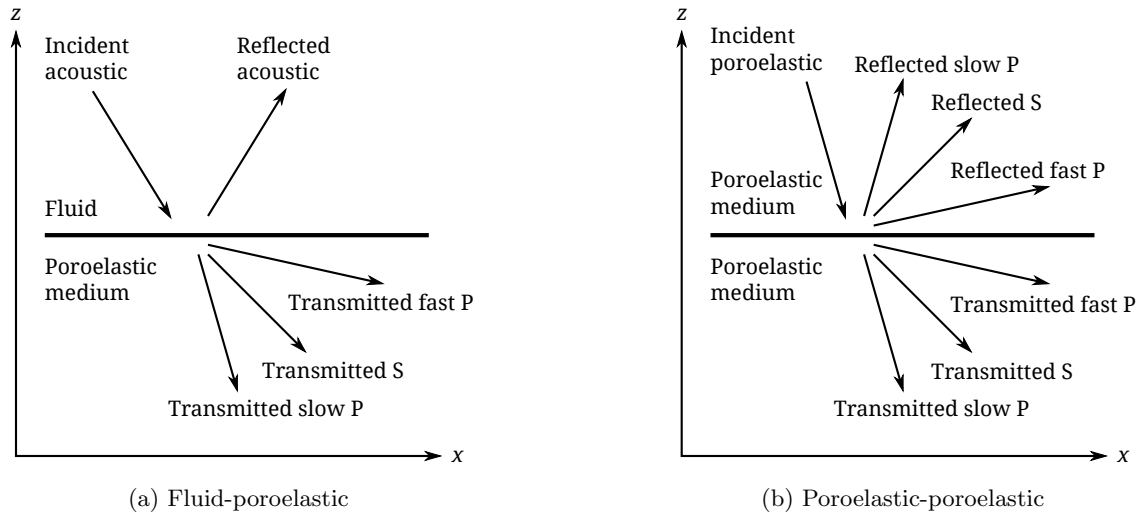 z
Incident
acoustic
Reflected
acoustic
Fluid
Poroelastic
medium
Transmitted fast P
Transmitted S
Transmitted slow P
x
(a) Fluid-poroelastic
z
Incident
poroelastic
Reflected slow P
Reflected S
Reflected fast P
Poroelastic
medium
Poroelastic
medium
Transmitted fast P
Transmitted S
Transmitted slow P
x
(b) Poroelastic-poroelastic